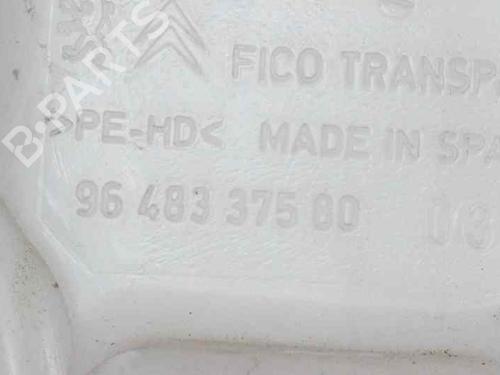 FICO TRANSP
>PE-HD< MADE IN SPA
96 483 375 80
B-PARTS